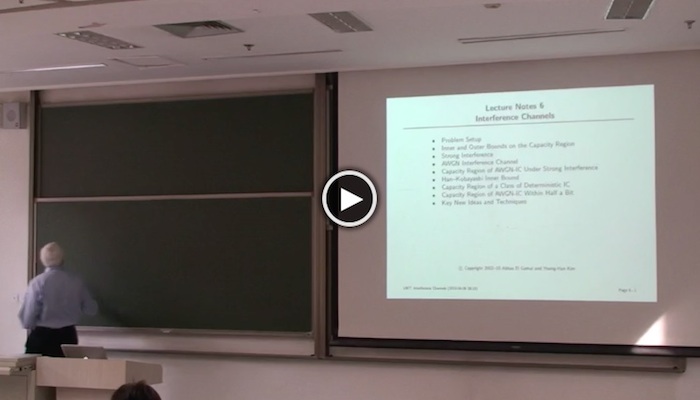 Lecture Notes 6
Interference Channels
• Problem Setup
• Inner and Outer Bounds on the Capacity Region
• Strong Interference
• AWGN Interference Channel
• Capacity Region of AWGN-IC Under Strong Interference
• Han–Kobayashi Inner Bound
• Capacity Region of a Class of Deterministic IC
• Capacity Region of AWGN-IC Within Half a Bit
• Key New Ideas and Techniques
© Copyright 2002–10 Abbas El Gamal and Young-Han Kim
Interference Channels
Page 6–1